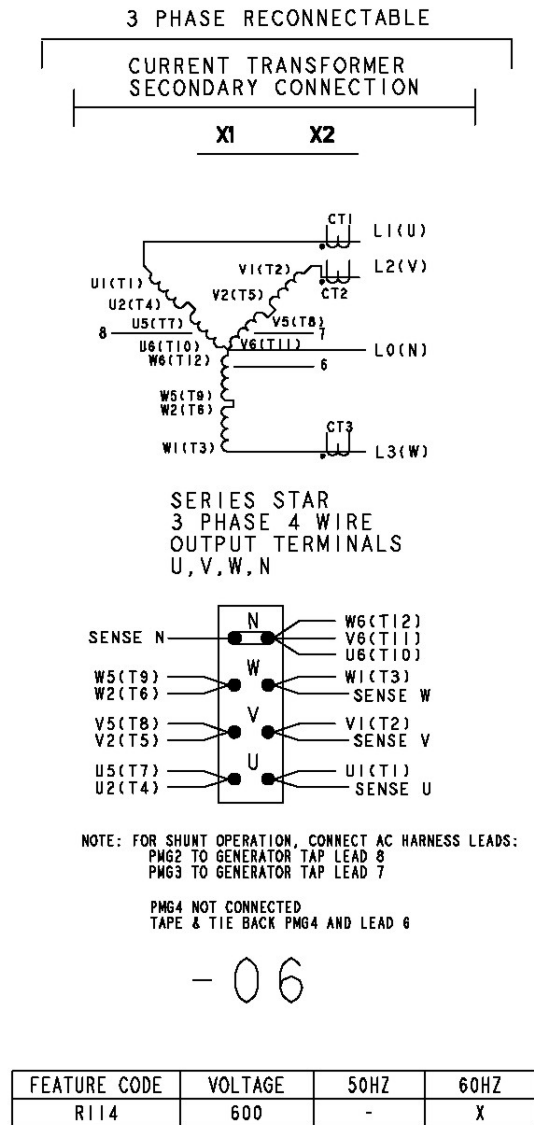 3 PHASE RECONNECTABLE
CURRENT TRANSFORMER
SECONDARY CONNECTION
X1 X2
CT1
L1(U)
V1(T2) L2(V)
U1(T1) V2(T5) CT2
U2(T4)
8 U5(T7) V5(T8) 7
U6(T10) V6(T11) L0(N)
W6(T12)
6
W5(T9)
W2(T6)
CT3
W1(T3) L3(W)
SERIES STAR
3 PHASE 4 WIRE
OUTPUT TERMINALS
U,V,W,N
N W6(T12)
SENSE N V6(T11)
U6(T10)
W5(T9) W W1(T3)
W2(T6) SENSE W
V5(T8) V V1(T2)
V2(T5) SENSE V
U5(T7) U U1(T1)
U2(T4) SENSE U
NOTE: FOR SHUNT OPERATION, CONNECT AC HARNESS LEADS:
PMG2 TO GENERATOR TAP LEAD 8
PMG3 TO GENERATOR TAP LEAD 7
PMG4 NOT CONNECTED
TAPE & TIE BACK PMG4 AND LEAD 6
-06
FEATURE CODE VOLTAGE 50HZ 60HZ
R114 600 - X